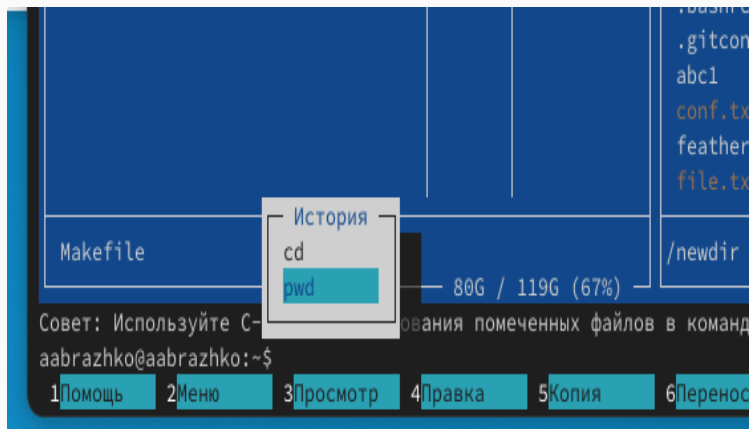 .bashrc
.gitcon
abc1
conf.tx
feather
file.tx
История
cd
pwd
Makefile
/newdir
80G / 119G (67%)
Совет: Используйте C-
ования помеченных файлов в команд
aabrazhko@aabrazhko:~$
1Помощь 2Меню 3Просмотр 4Правка 5Копия 6Перенос